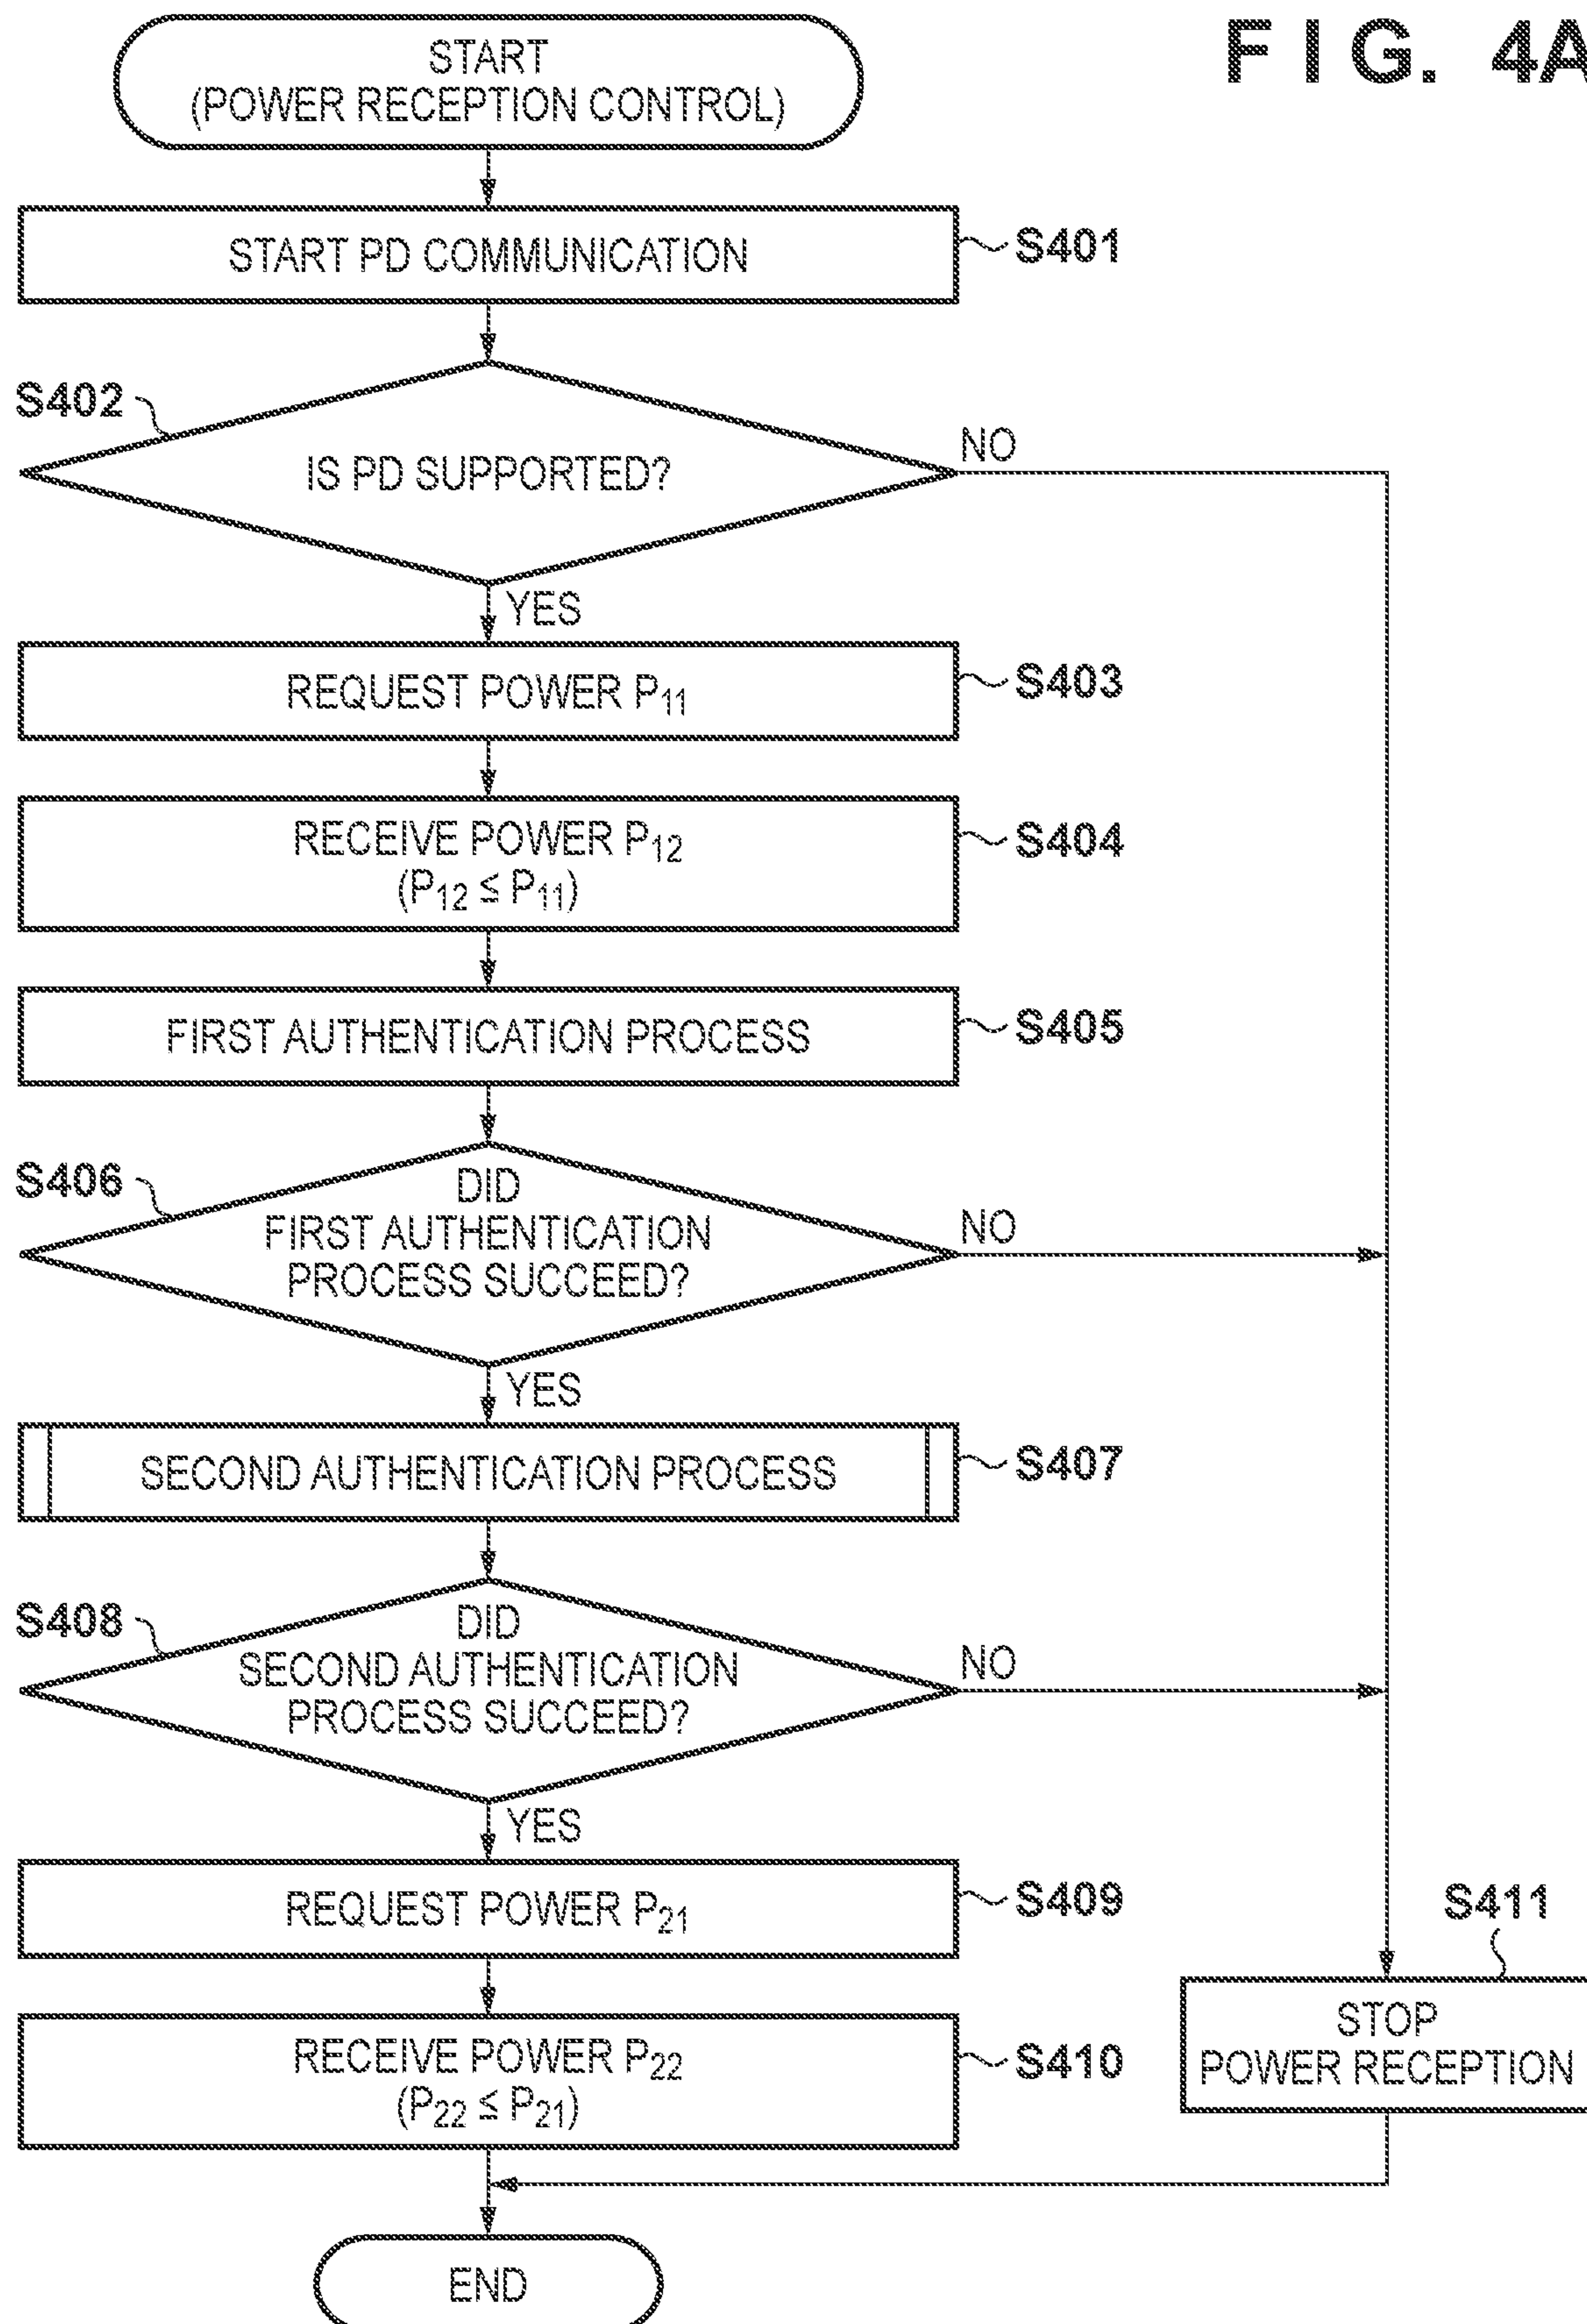 FIG. 4A
START
(POWER RECEPTION CONTROL)
START PD COMMUNICATION
S401
S402
IS PD SUPPORTED?
NO
YES
REQUEST POWER P₁₁
S403
RECEIVE POWER P₁₂
(P₁₂ ≦ P₁₁)
S404
FIRST AUTHENTICATION PROCESS
S405
S406
DID
FIRST AUTHENTICATION
PROCESS SUCCEED?
NO
YES
SECOND AUTHENTICATION PROCESS
S407
S408
DID
SECOND AUTHENTICATION
PROCESS SUCCEED?
NO
YES
REQUEST POWER P₂₁
S409
RECEIVE POWER P₂₂
(P₂₂ ≦ P₂₁)
S410
S411
STOP
POWER RECEPTION
END